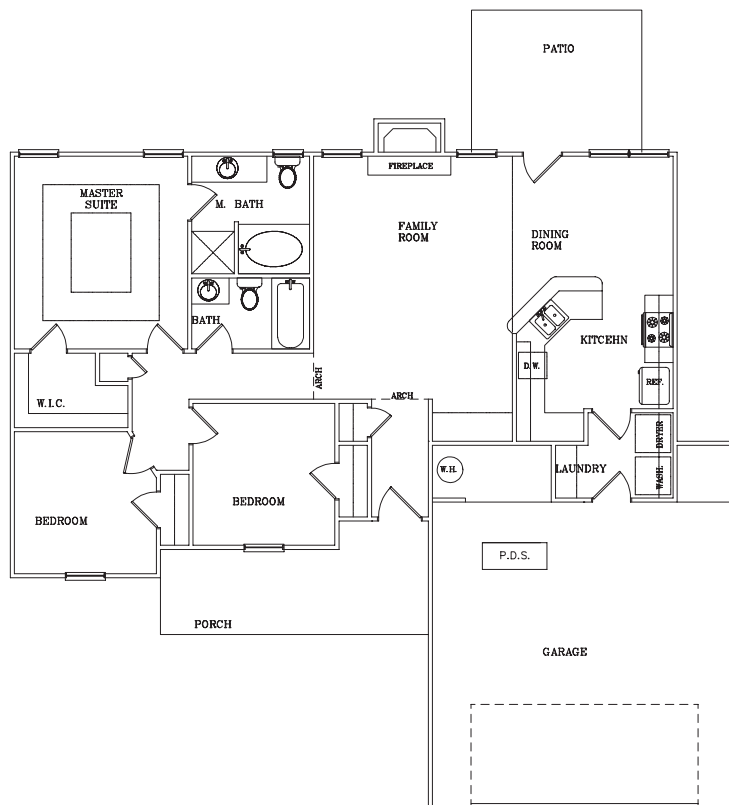 PATIO
FIREPLACE
MASTER
SUITE
M. BATH
FAMILY
ROOM
DINING
ROOM
BATH
KITCEHN
D.W.
ARCH
REF.
ARCH
W.I.C.
DRYER
W.H.
LAUNDRY
WASH.
BEDROOM
BEDROOM
P.D.S.
PORCH
GARAGE